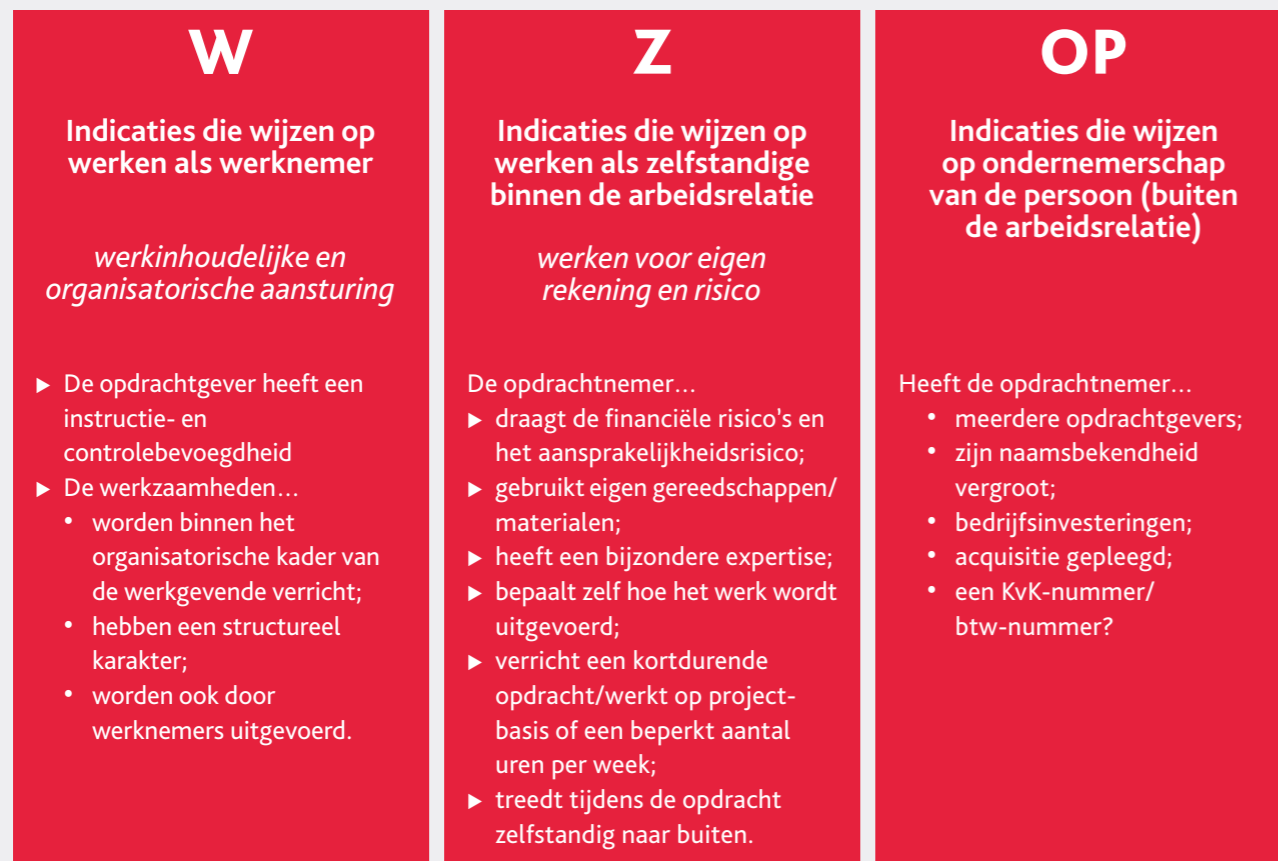 W
Indicaties die wijzen op
werken als werknemer
werkinhoudelijke en
organisatorische aansturing
▶ De opdrachtgever heeft een
instructie- en
controlebevoegdheid
▶ De werkzaamheden…
• worden binnen het
organisatorische kader van
de werkgevende verricht;
• hebben een structureel
karakter;
• worden ook door
werknemers uitgevoerd.
Z
Indicaties die wijzen op
werken als zelfstandige
binnen de arbeidsrelatie
werken voor eigen
rekening en risico
De opdrachtnemer…
▶ draagt de financiële risico's en
het aansprakelijkheidsrisico;
▶ gebruikt eigen gereedschappen/
materialen;
▶ heeft een bijzondere expertise;
▶ bepaalt zelf hoe het werk wordt
uitgevoerd;
▶ verricht een kortdurende
opdracht/werkt op project-
basis of een beperkt aantal
uren per week;
▶ treedt tijdens de opdracht
zelfstandig naar buiten.
OP
Indicaties die wijzen
op ondernemerschap
van de persoon (buiten
de arbeidsrelatie)
Heeft de opdrachtnemer…
• meerdere opdrachtgevers;
• zijn naamsbekendheid
vergroot;
• bedrijfsinvesteringen;
• acquisitie gepleegd;
• een KvK-nummer/
btw-nummer?